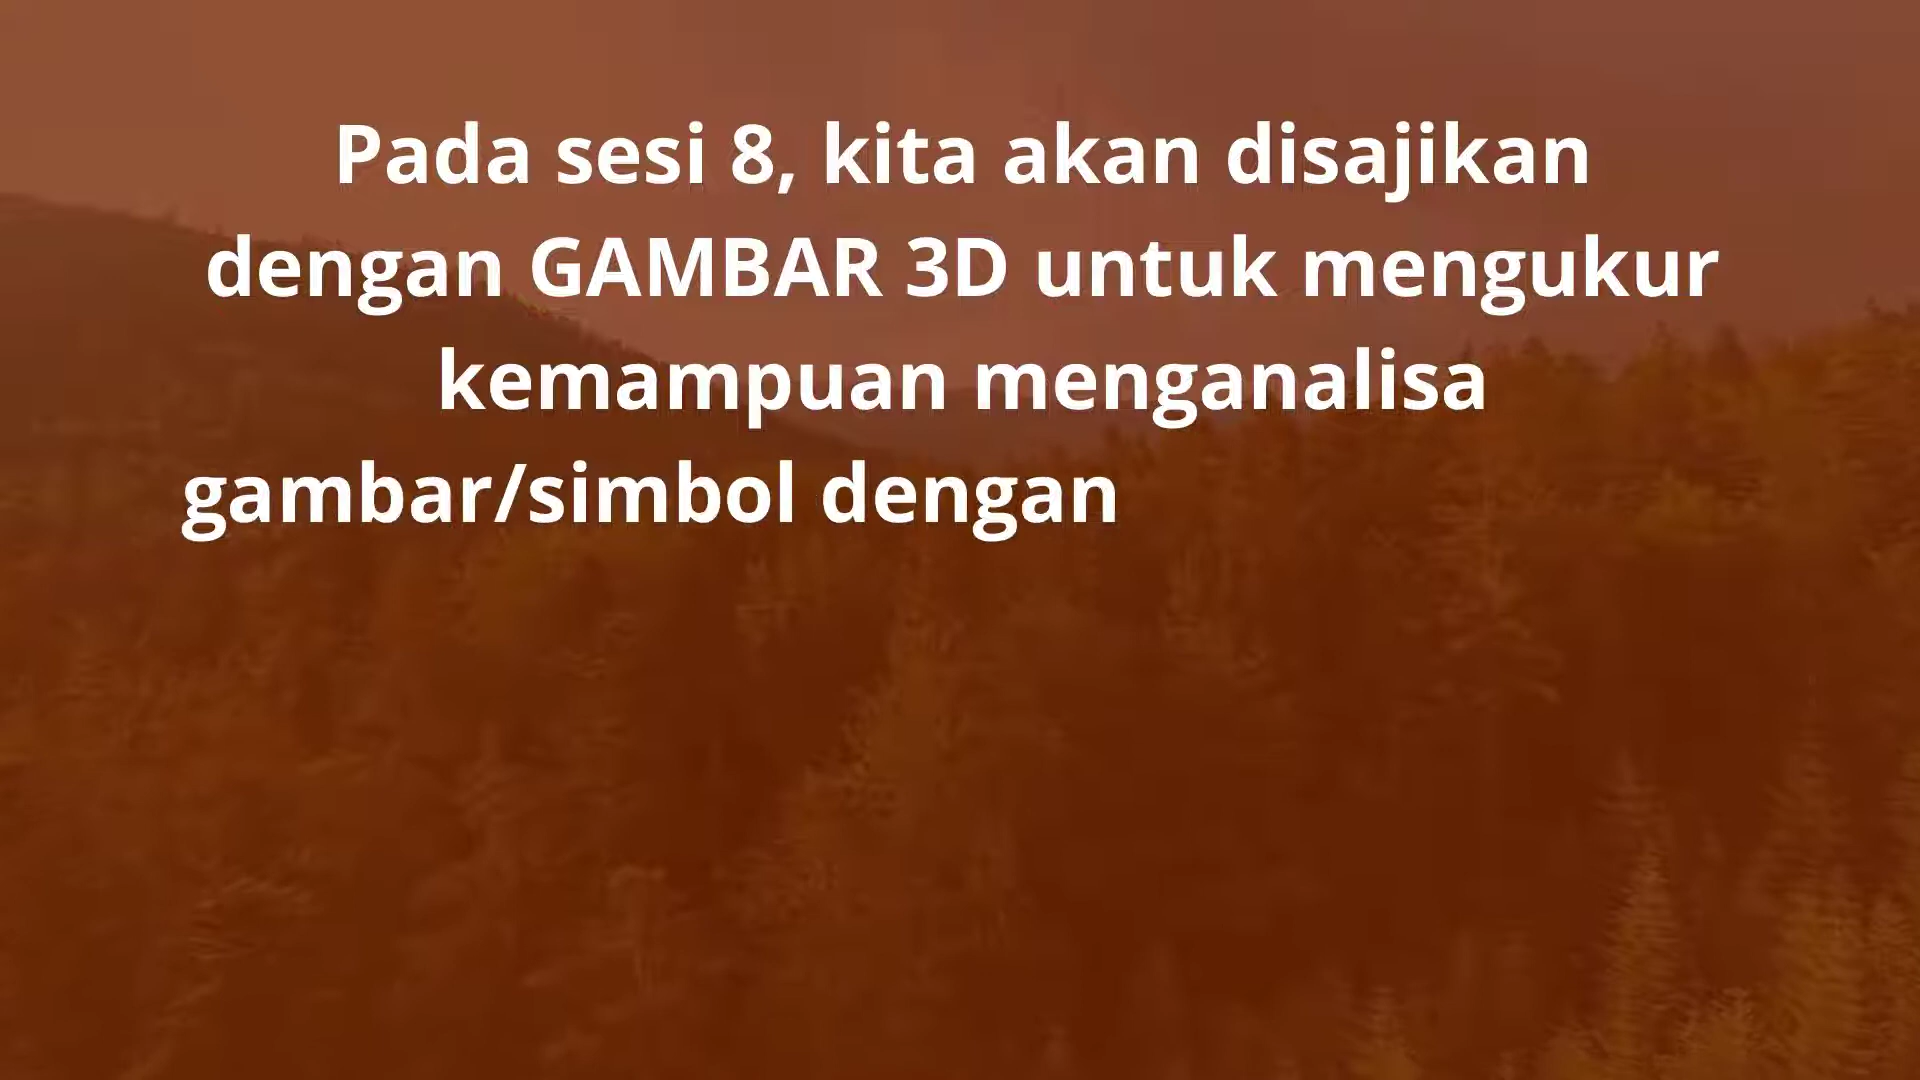 Pada sesi 8, kita akan disajikan
dengan GAMBAR 3D untuk mengukur
kemampuan menganalisa
gambar/simbol dengan